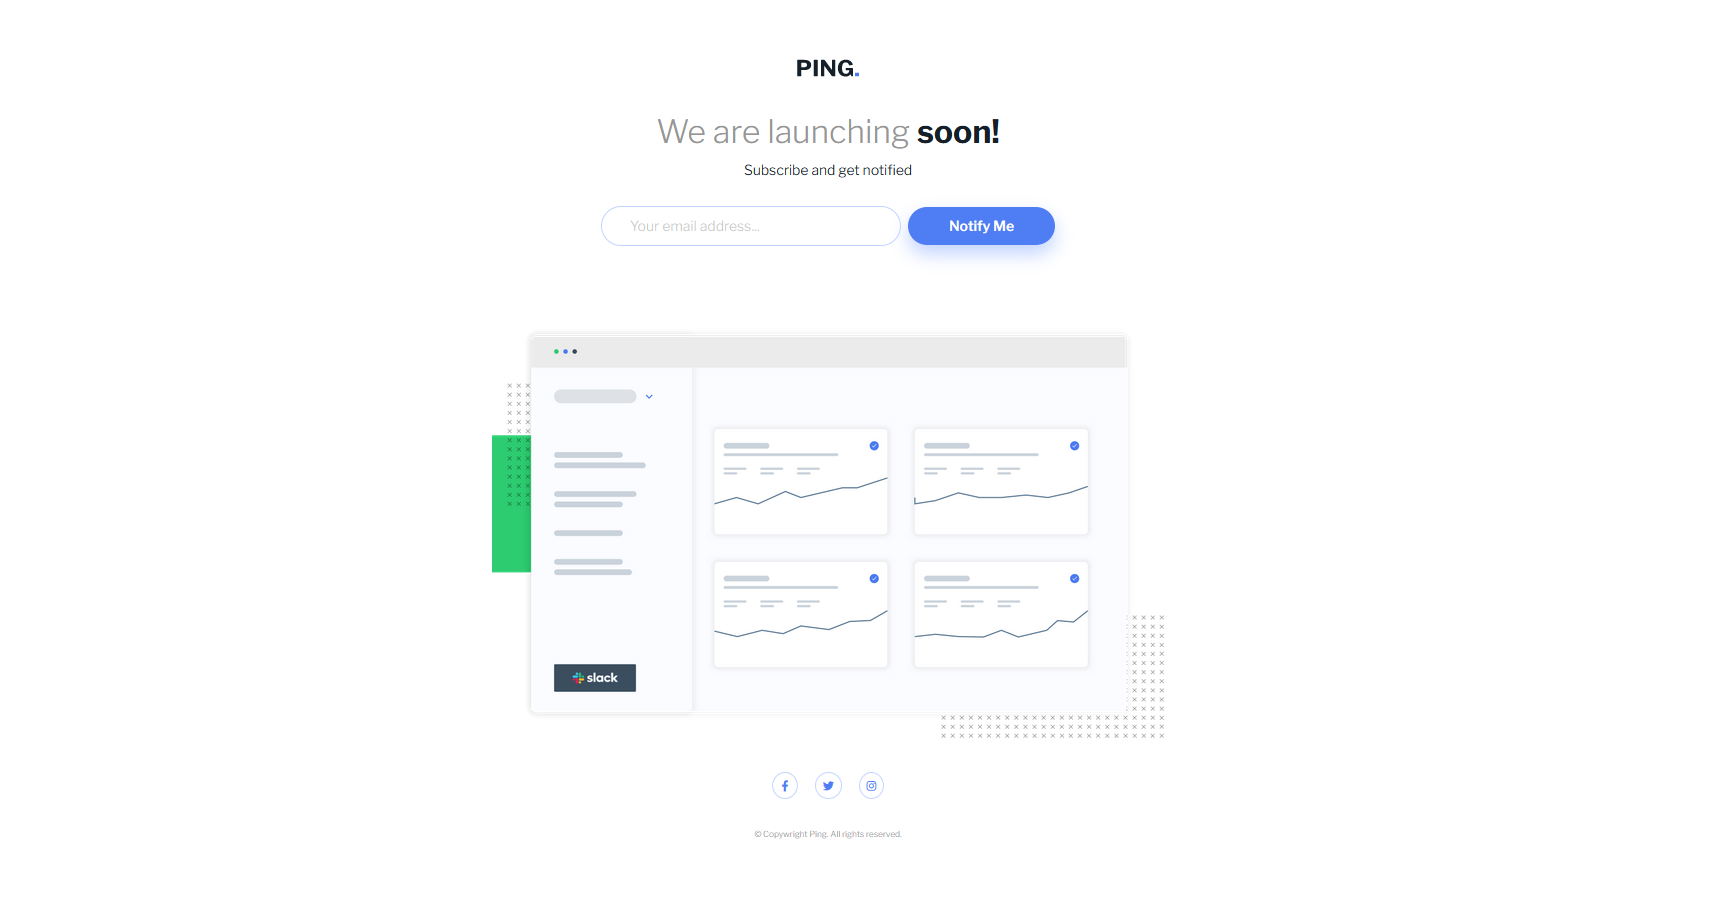 PING.
We are launching soon!
Subscribe and get notified
Your email address...
Notify Me
slack
© Copywright Ping. All rights reserved.